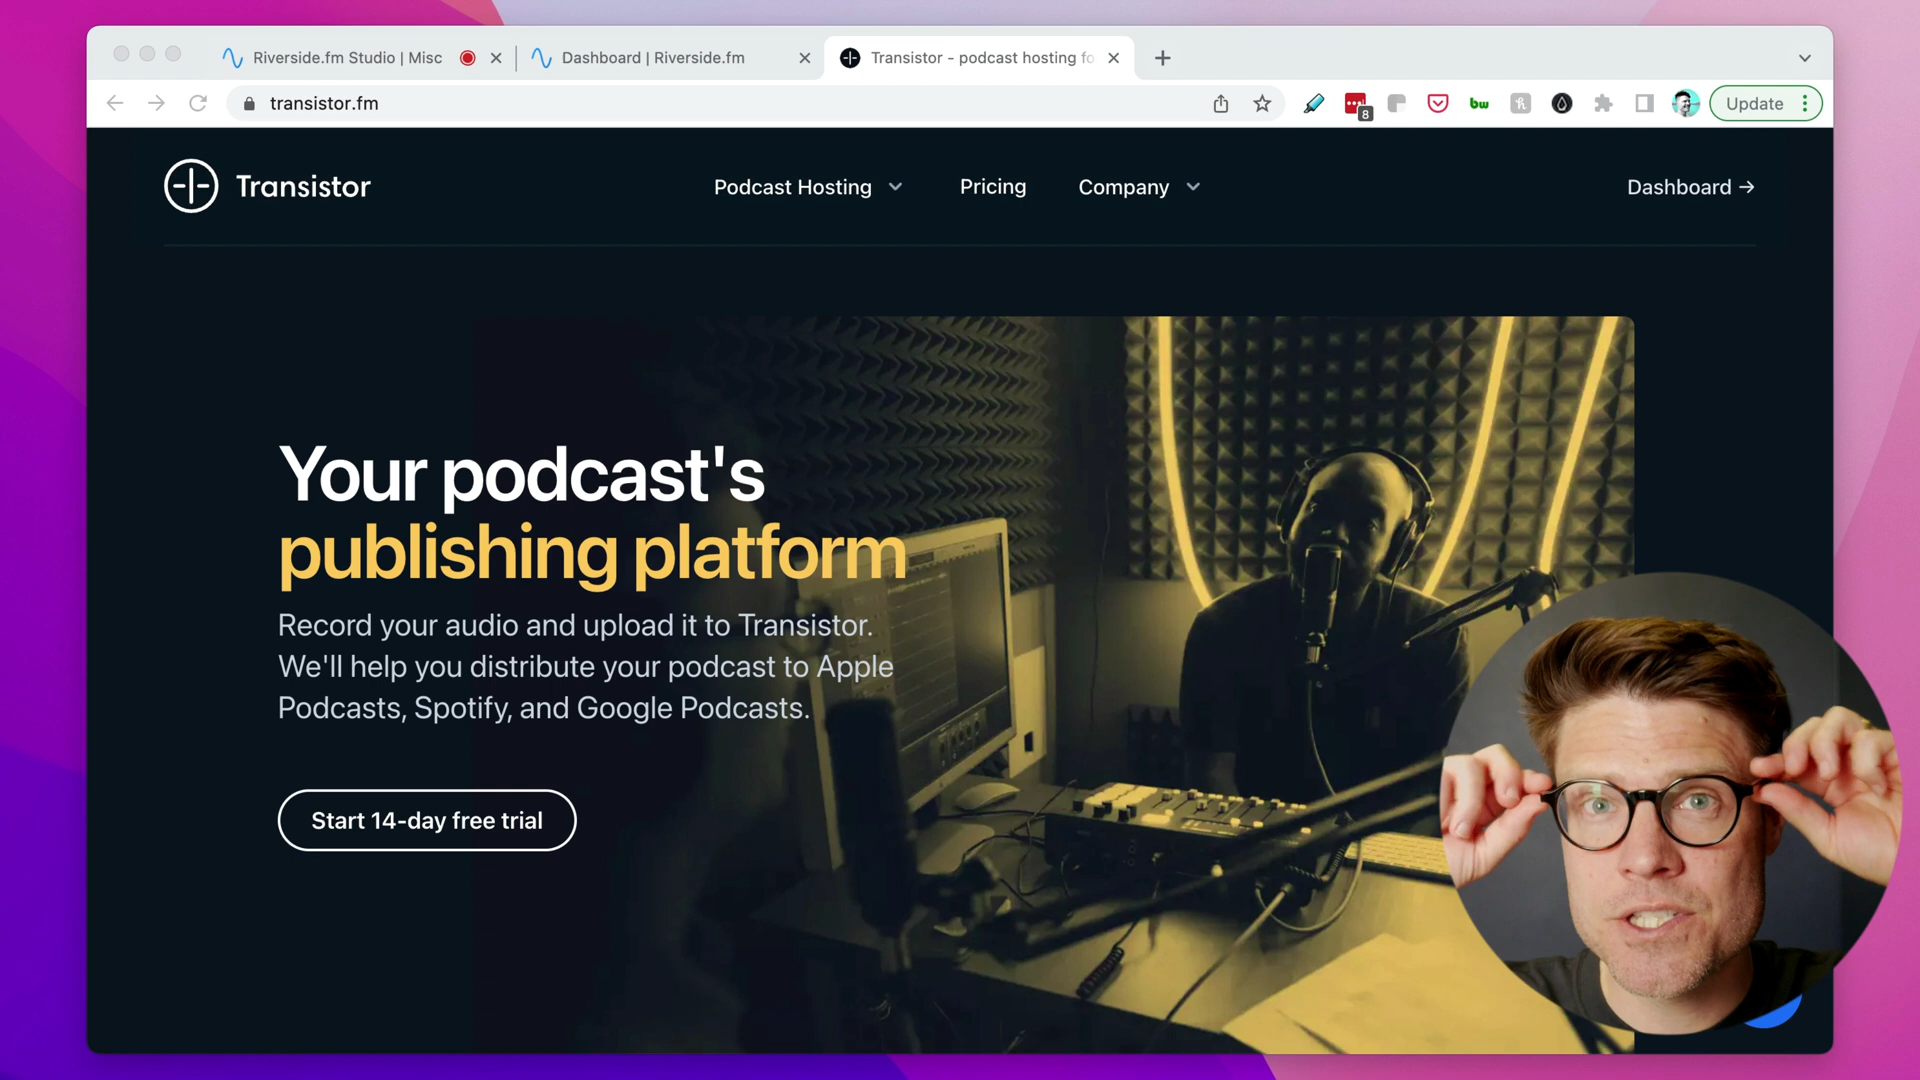 Riverside.fm Studio | Misc
Dashboard | Riverside.fm
Transistor - podcast hosting fo
transistor.fm
8
bw
Update
Transistor
Podcast Hosting
Pricing
Company
Dashboard →
Your podcast's
publishing platform
Record your audio and upload it to Transistor.
We'll help you distribute your podcast to Apple
Podcasts, Spotify, and Google Podcasts.
Start 14-day free trial